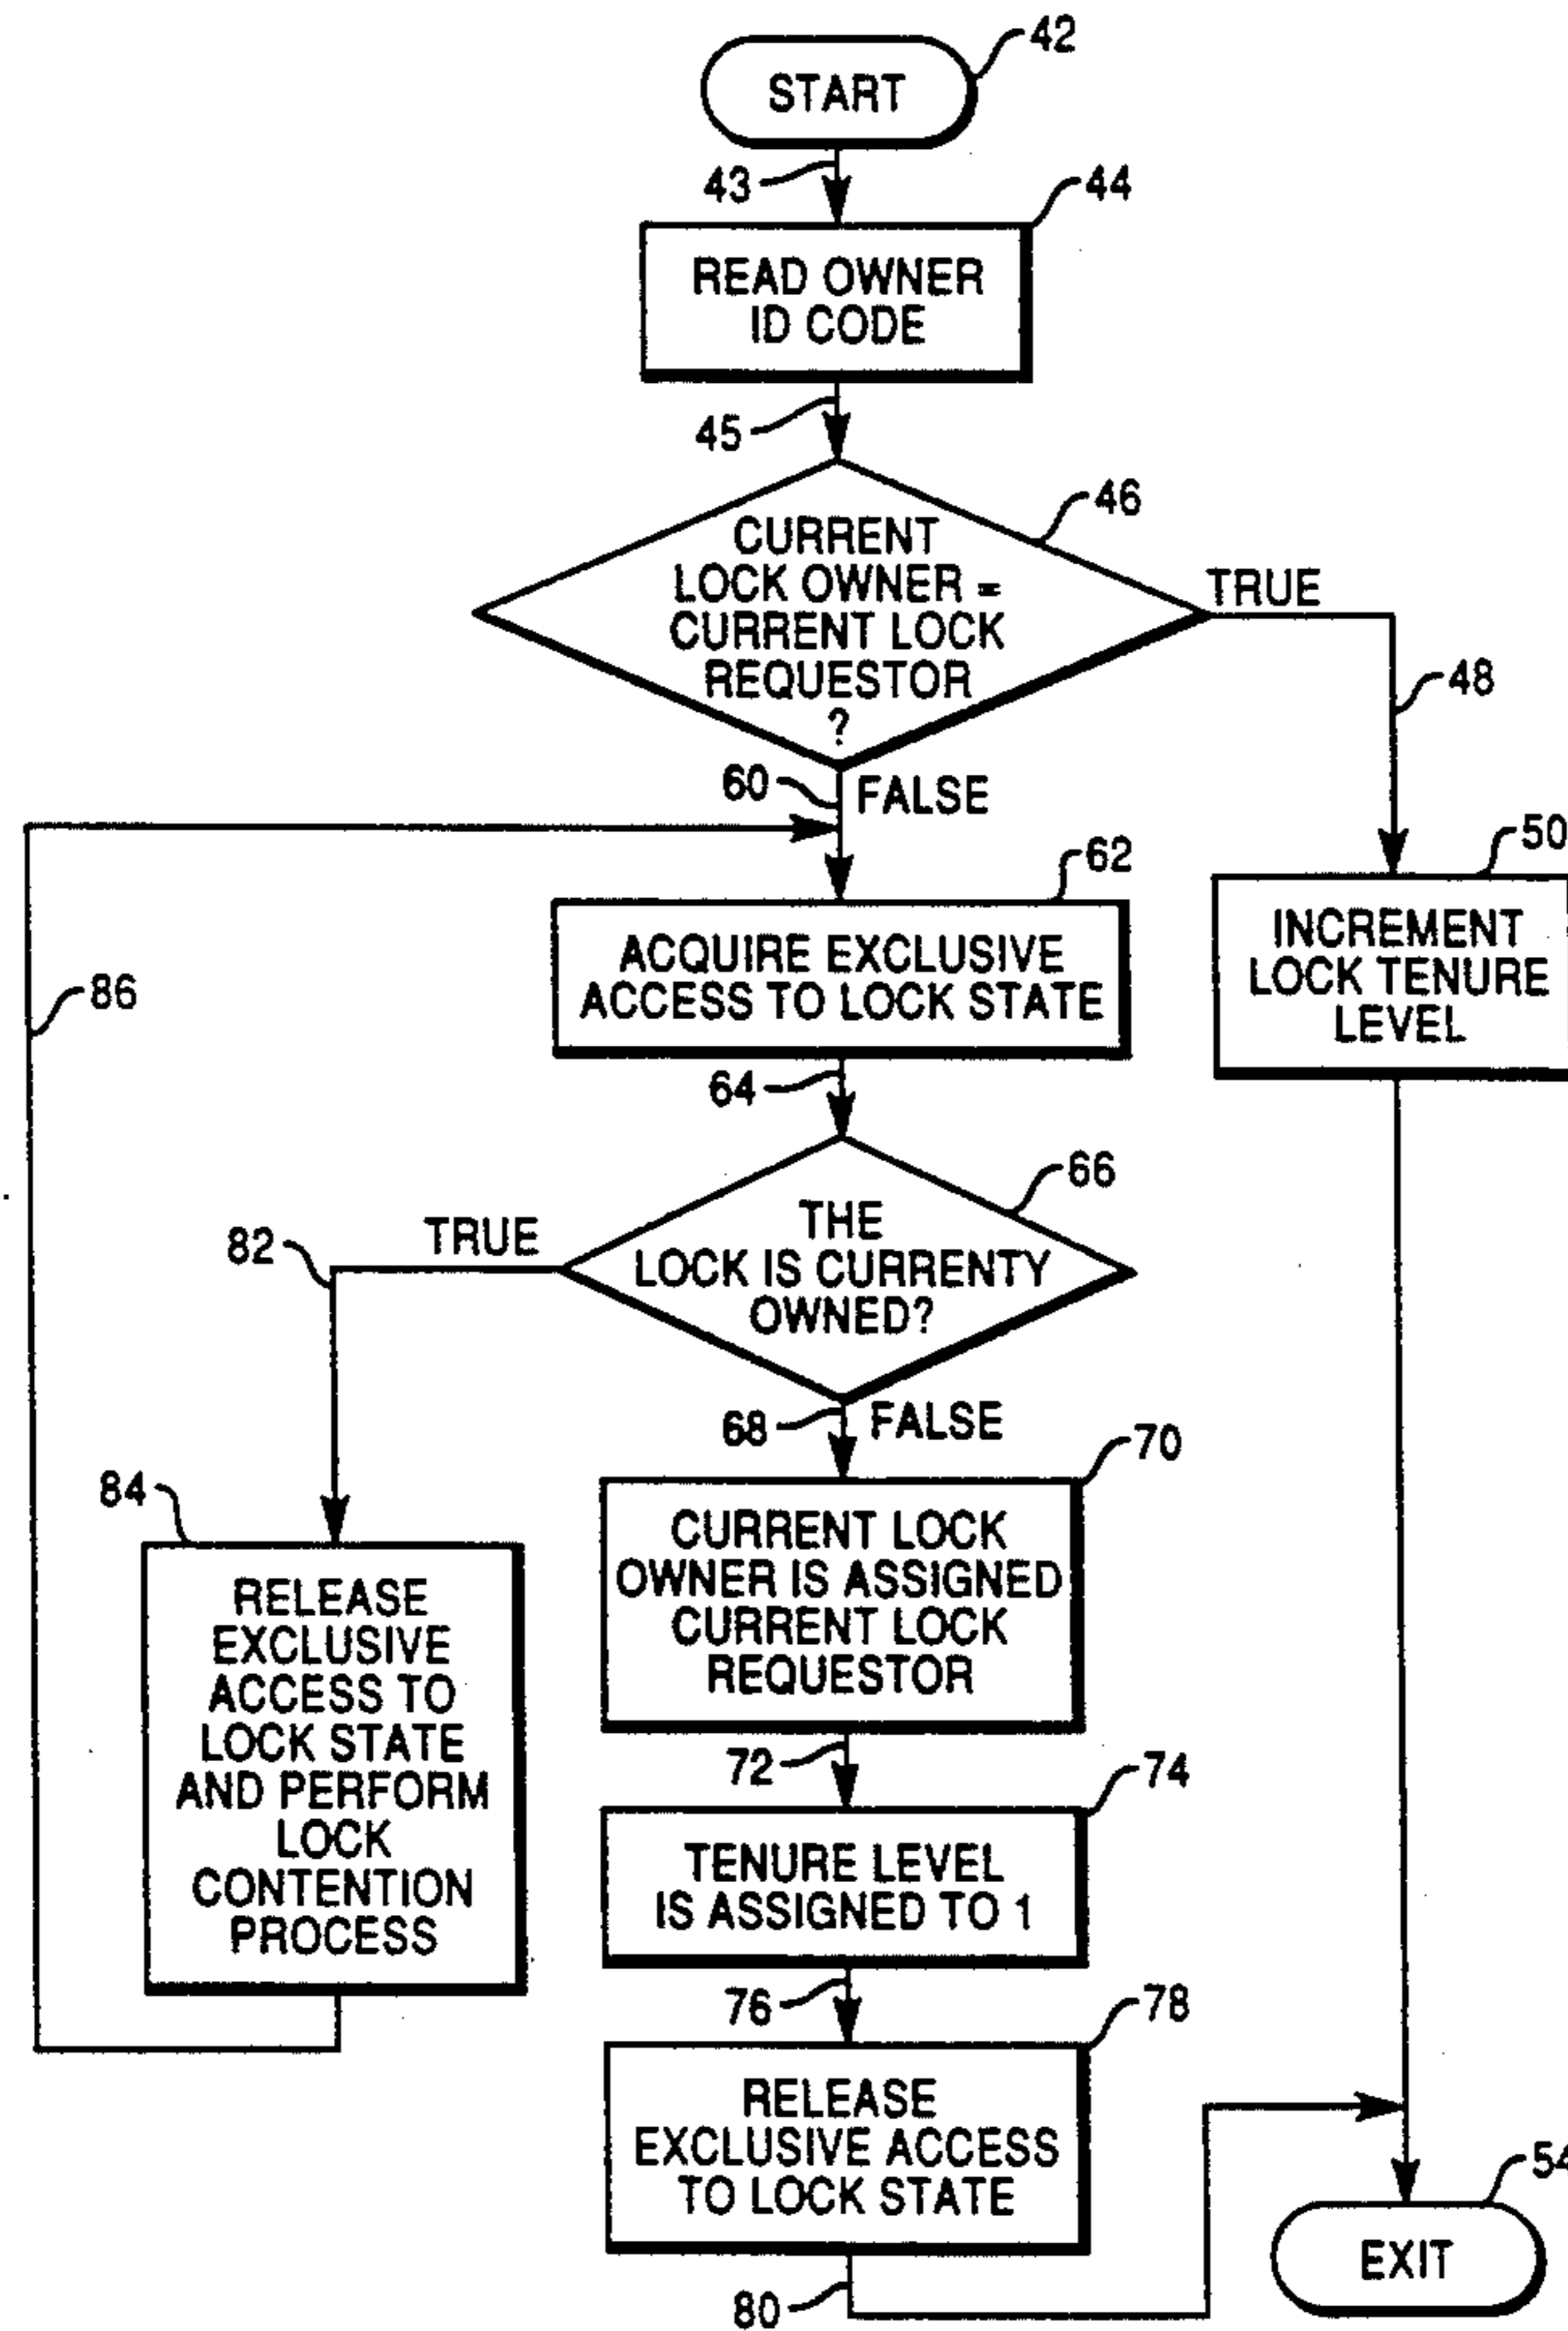 42
START
43
44
READ OWNER
ID CODE
45
46
CURRENT
LOCK OWNER =
CURRENT LOCK
REQUESTOR
?
TRUE
48
60
FALSE
50
INCREMENT
LOCK TENURE
LEVEL
62
ACQUIRE EXCLUSIVE
ACCESS TO LOCK STATE
86
64
66
THE
LOCK IS CURRENTY
OWNED?
TRUE
82
68
FALSE
84
RELEASE
EXCLUSIVE
ACCESS TO
LOCK STATE
AND PERFORM
LOCK
CONTENTION
PROCESS
70
CURRENT LOCK
OWNER IS ASSIGNED
CURRENT LOCK
REQUESTOR
72
74
TENURE LEVEL
IS ASSIGNED TO 1
76
78
RELEASE
EXCLUSIVE ACCESS
TO LOCK STATE
80
54
EXIT